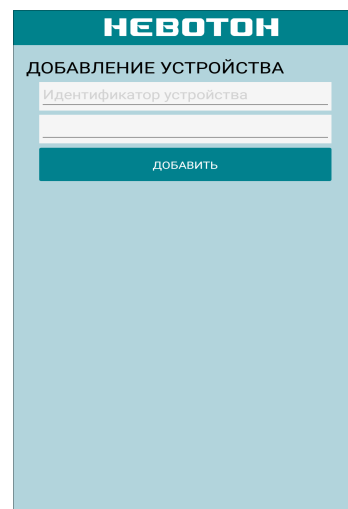 НЕВОТОН
ДОБАВЛЕНИЕ УСТРОЙСТВА
Идентификатор устройства
ДОБАВИТЬ